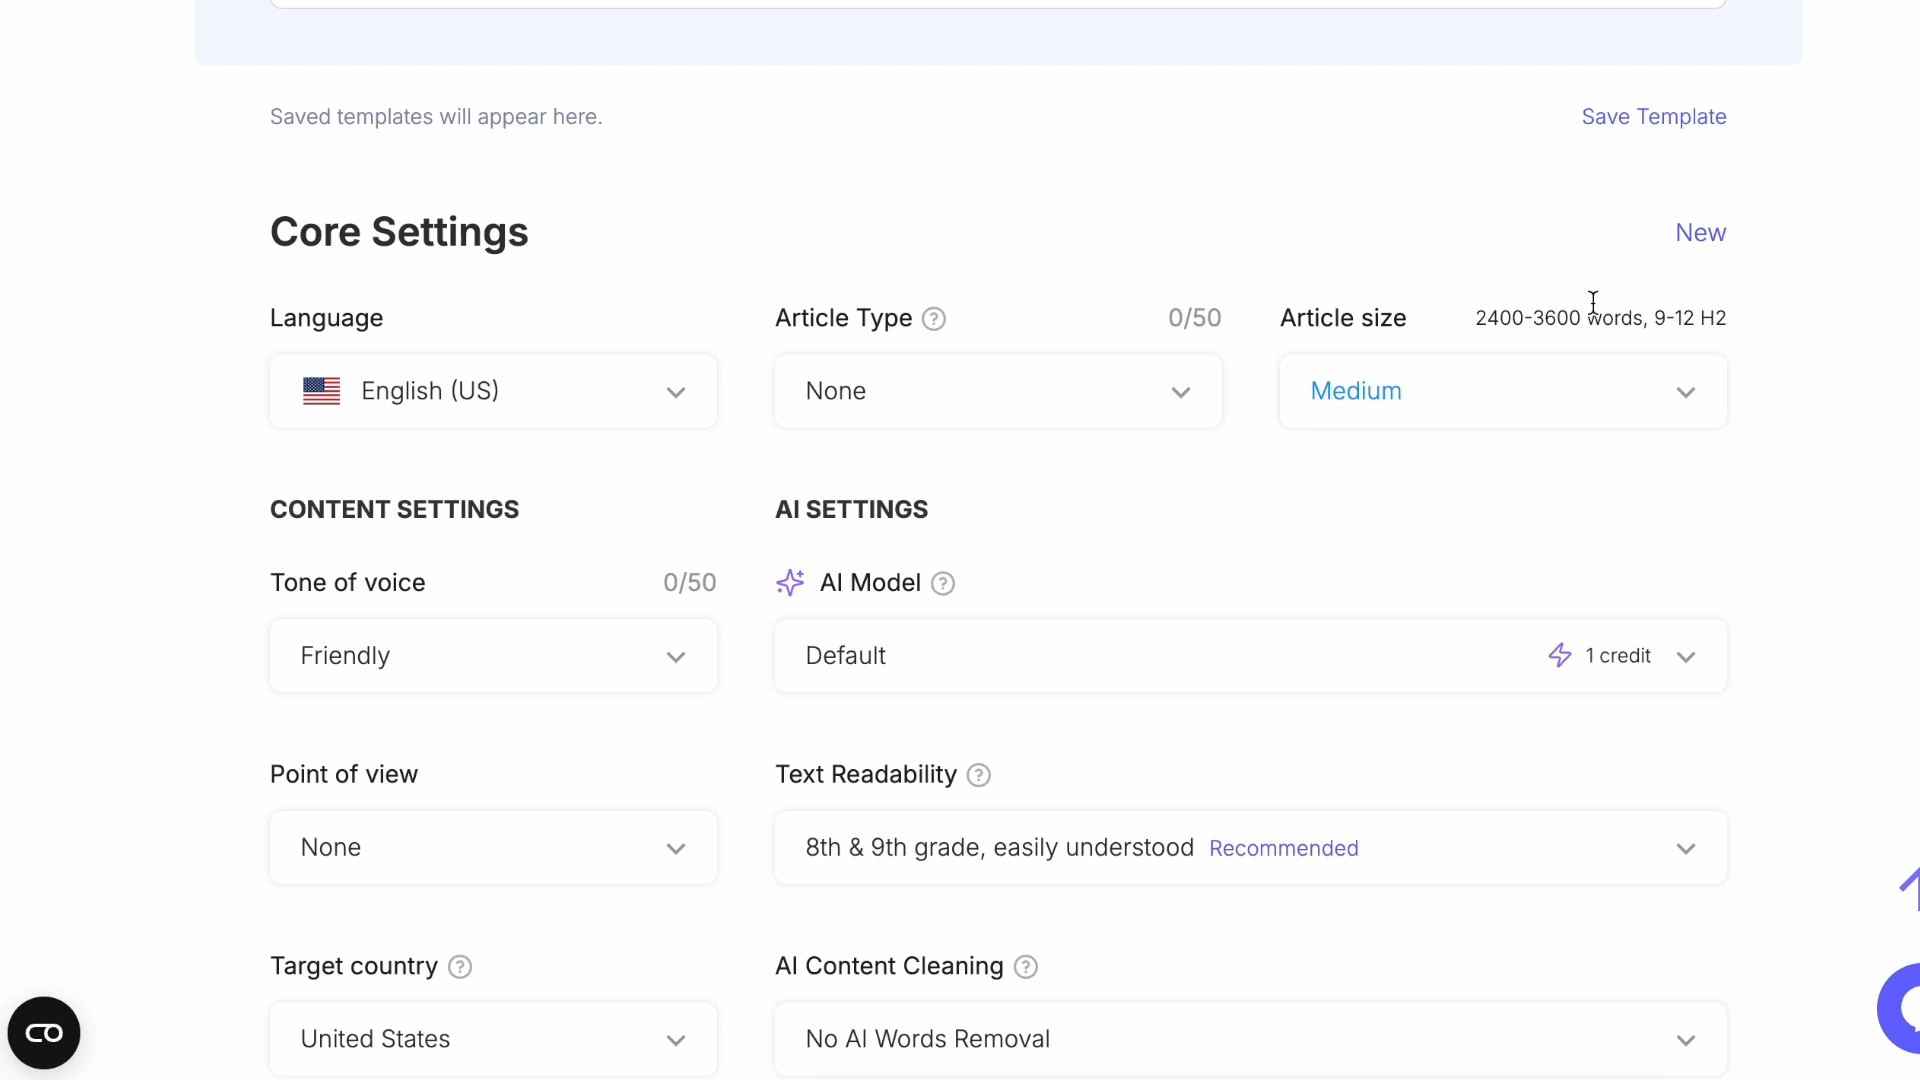 Saved templates will appear here.
Save Template
Core Settings
New
Language
Article Type
0/50
Article size
2400-3600 words, 9-12 H2
English (US)
None
Medium
CONTENT SETTINGS
AI SETTINGS
Tone of voice
0/50
AI Model
Friendly
Default
1 credit
Point of view
Text Readability
None
8th & 9th grade, easily understood Recommended
Target country
AI Content Cleaning
United States
No AI Words Removal